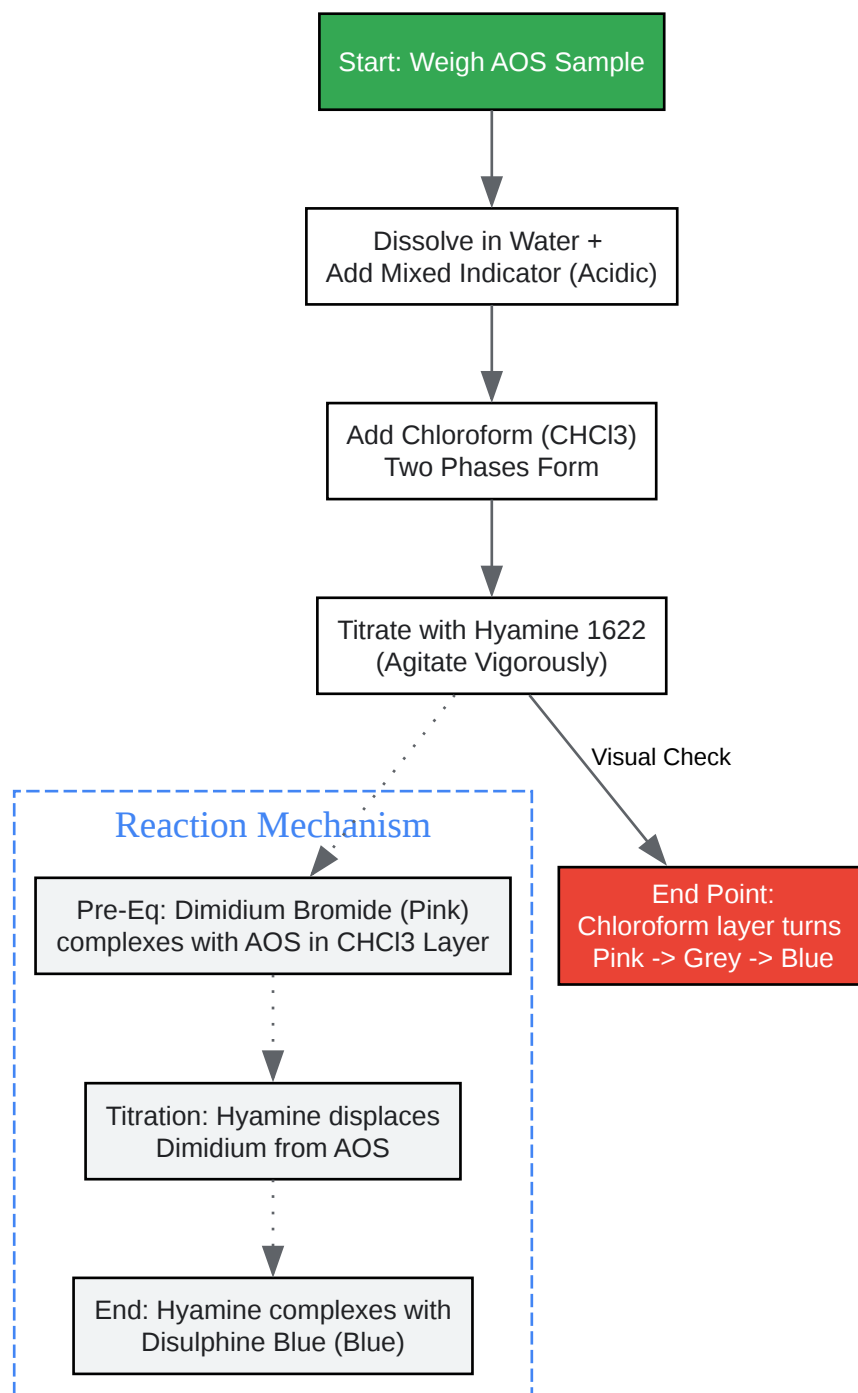 Start: Weigh AOS Sample
Dissolve in Water +
Add Mixed Indicator (Acidic)
Add Chloroform (CHCl3)
Two Phases Form
Titrate with Hyamine 1622
(Agitate Vigorously)
Visual Check
Reaction Mechanism
Pre-Eq: Dimidium Bromide (Pink)
complexes with AOS in CHCl3 Layer
End Point:
Chloroform layer turns
Pink -> Grey -> Blue
Titration: Hyamine displaces
Dimidium from AOS
End: Hyamine complexes with
Disulphine Blue (Blue)